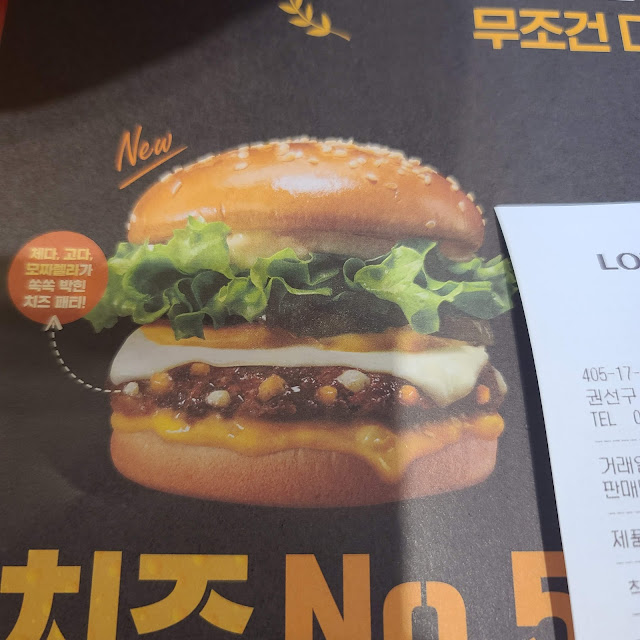 무조건
New
체다, 고다,
모짜렐라가
쏙쏙 박힌
치즈 패티!
LO
405-17-
권선구
TEL 0
거래일
판매
제품
치즈 No.5